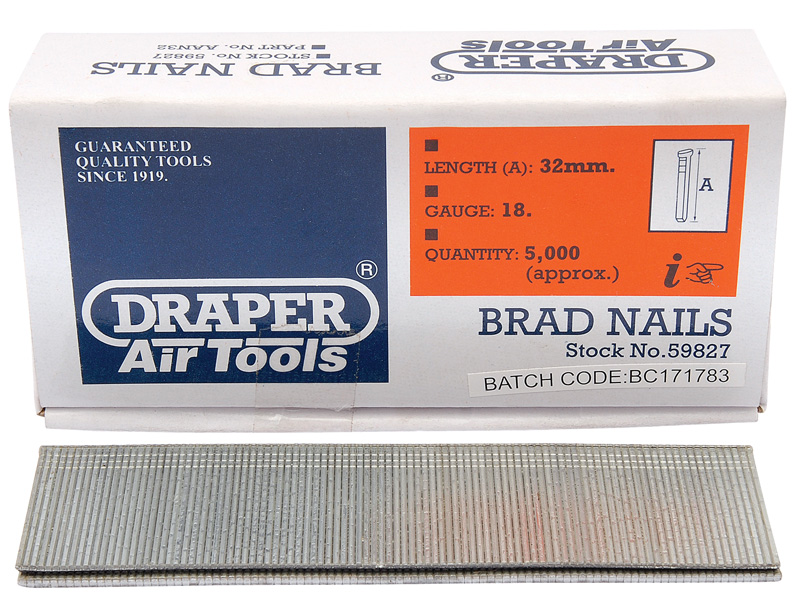 DRAPER
Air Tools
®
BRAD NAILS
■ STOCK No. 59827
■ PART No. AAN32
GUARANTEED
QUALITY TOOLS
SINCE 1919.
®
DRAPER
Air Tools
LENGTH (A): 32mm.
GAUGE: 18.
QUANTITY: 5,000
(approx.)
A
i
BRAD NAILS
Stock No.59827
BATCH CODE:BC171783